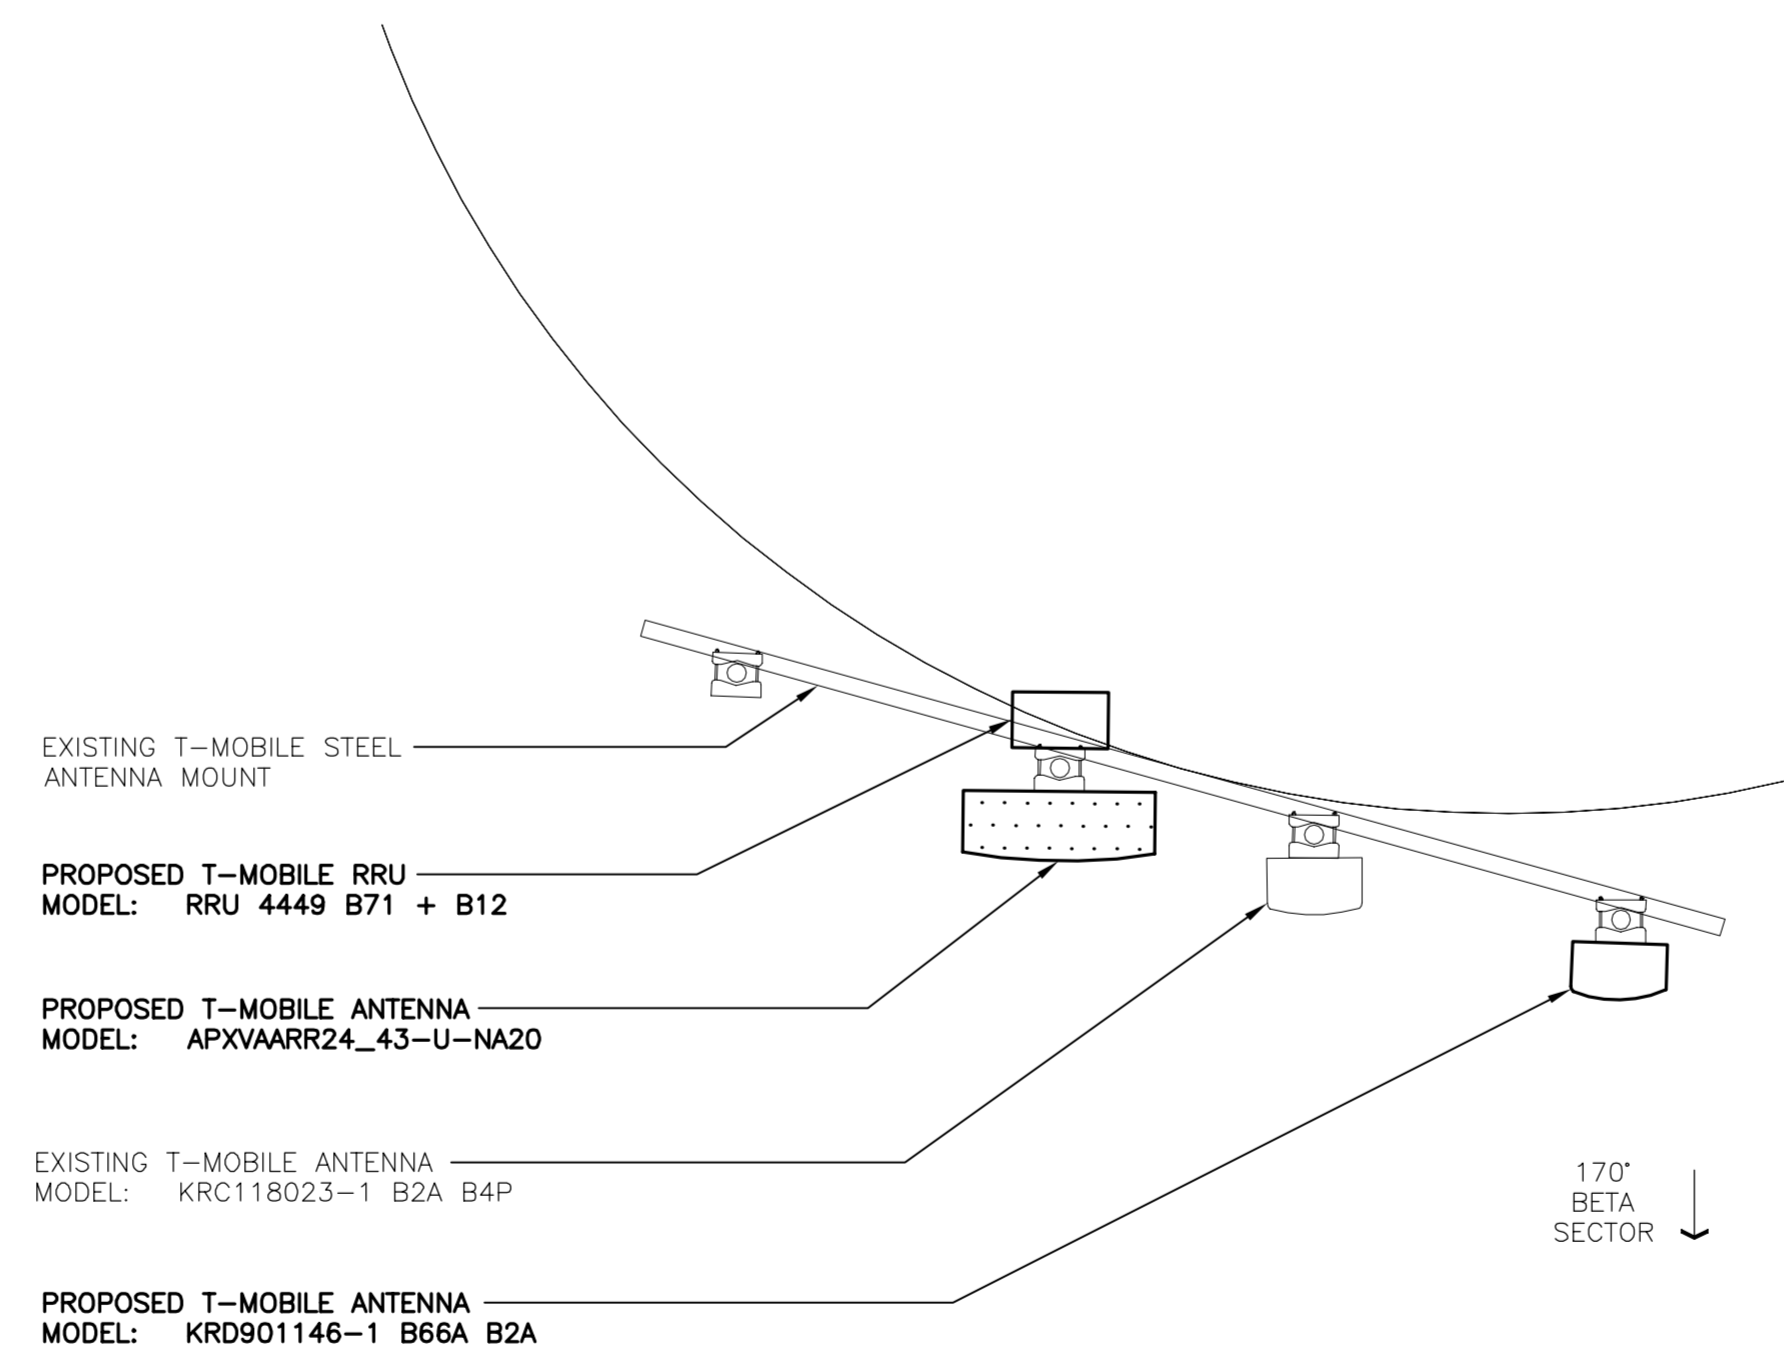 EXISTING T-MOBILE STEEL
ANTENNA MOUNT
PROPOSED T-MOBILE RRU
MODEL: RRU 4449 B71 + B12
PROPOSED T-MOBILE ANTENNA
MODEL: APXVAARR24_43-U-NA20
EXISTING T-MOBILE ANTENNA
MODEL: KRC118023-1 B2A B4P
PROPOSED T-MOBILE ANTENNA
MODEL: KRD901146-1 B66A B2A
170°
BETA
SECTOR